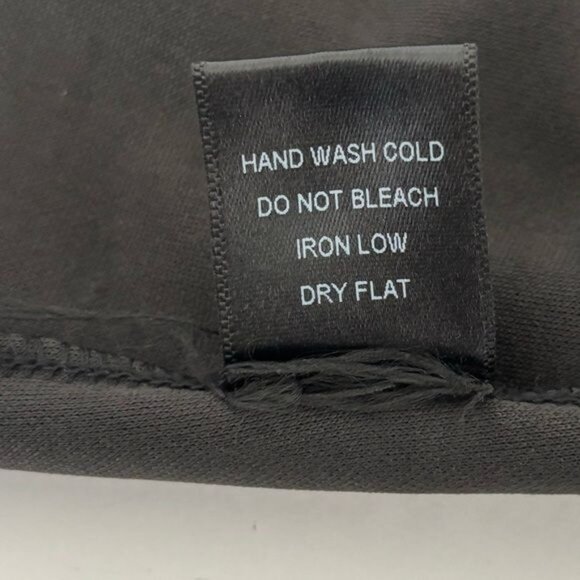 HAND WASH COLD
DO NOT BLEACH
IRON LOW
DRY FLAT